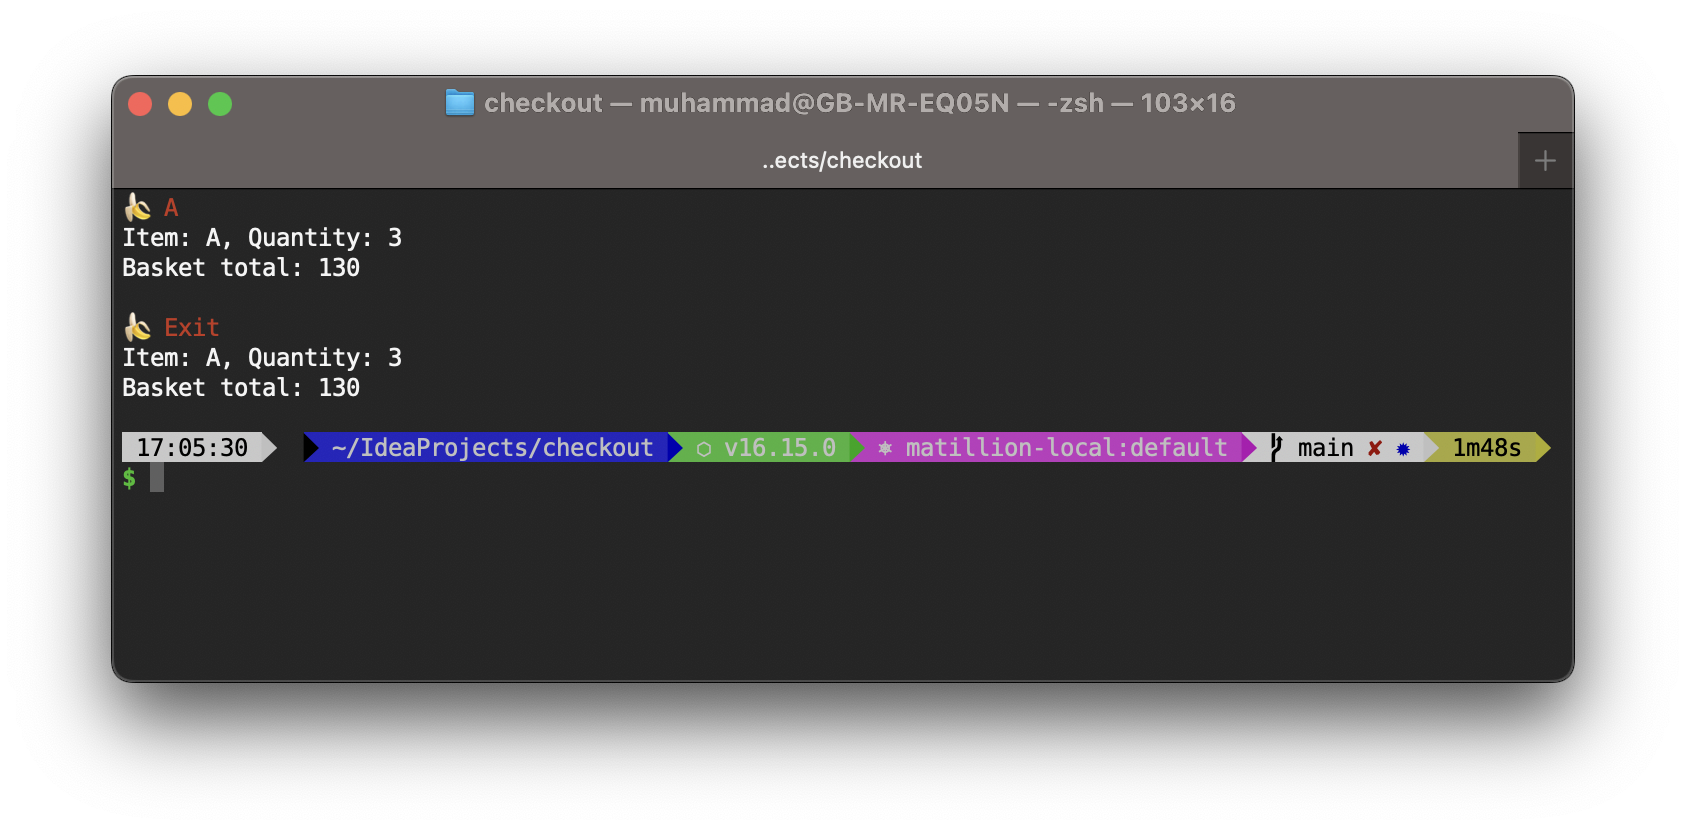 checkout — muhammad@GB-MR-EQ05N — -zsh — 103×16
..ects/checkout
🍌 A
Item: A, Quantity: 3
Basket total: 130
🍌 Exit
Item: A, Quantity: 3
Basket total: 130
17:05:30 ~/IdeaProjects/checkout ⬡ v16.15.0 ⎈ matillion-local:default main ✘ ✹ 1m48s
$